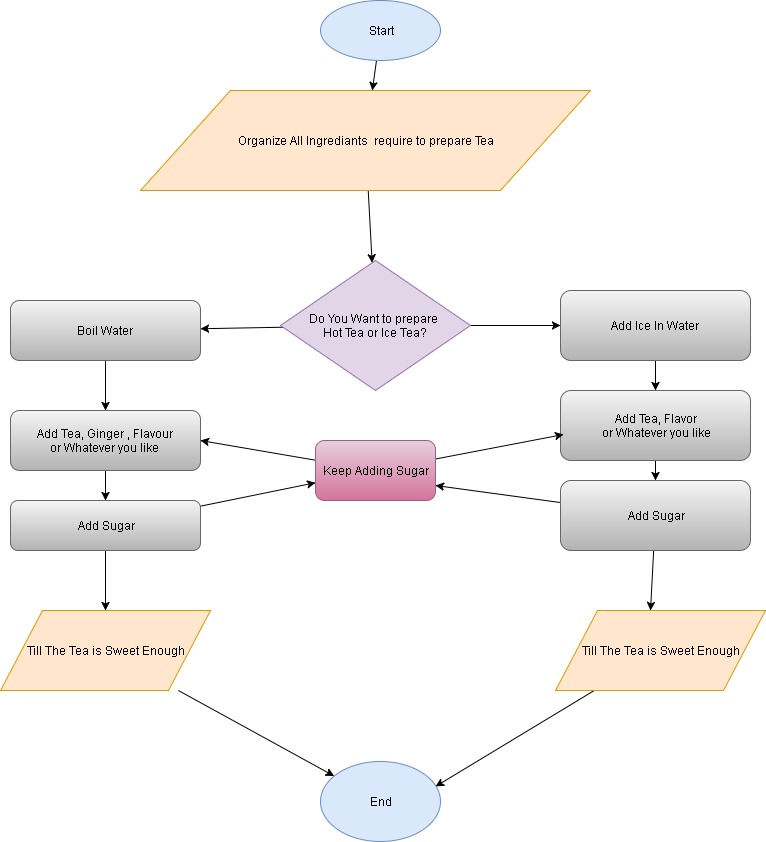 Start
Organize All Ingrediants  require to prepare Tea
Do You Want to prepare
Hot Tea or Ice Tea?
Boil Water
Add Ice In Water
Add Tea, Ginger , Flavour
or Whatever you like
Add Tea, Flavor
or Whatever you like
Keep Adding Sugar
Add Sugar
Add Sugar
Till The Tea is Sweet Enough
Till The Tea is Sweet Enough
End